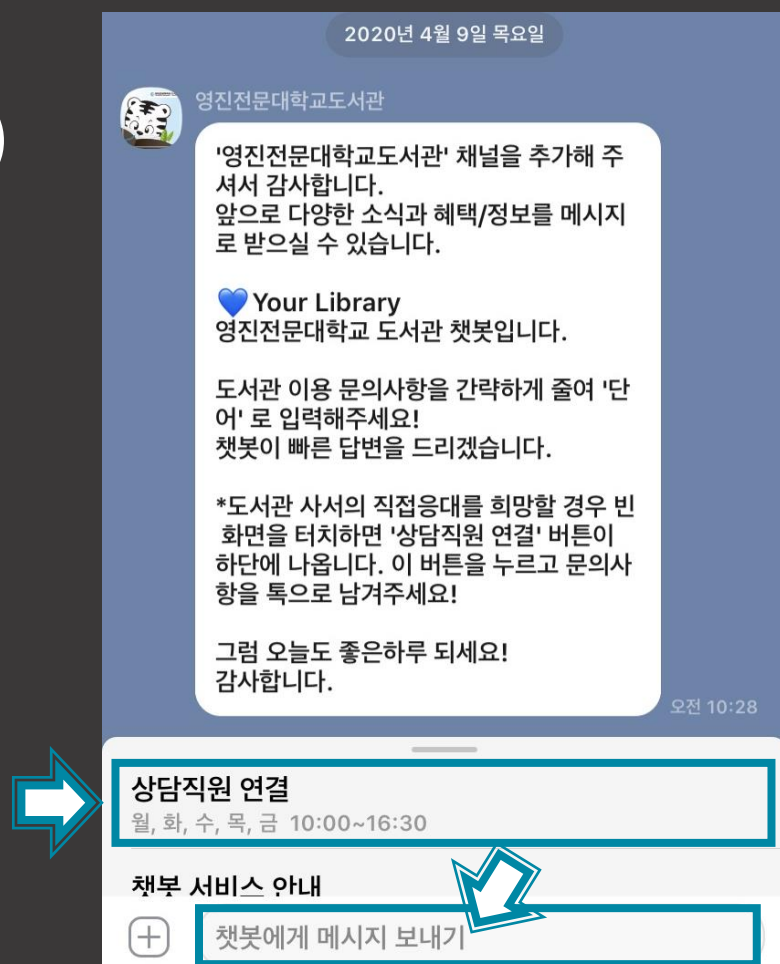 2020년 4월 9일 목요일
영진전문대학교도서관
'영진전문대학교도서관' 채널을 추가해 주
셔서 감사합니다.
앞으로 다양한 소식과 혜택/정보를 메시지
로 받으실 수 있습니다.
💙 Your Library
영진전문대학교 도서관 챗봇입니다.
도서관 이용 문의사항을 간략하게 줄여 '단
어' 로 입력해주세요!
챗봇이 빠른 답변을 드리겠습니다.
*도서관 사서의 직접응대를 희망할 경우 빈
화면을 터치하면 '상담직원 연결' 버튼이
하단에 나옵니다. 이 버튼을 누르고 문의사
항을 톡으로 남겨주세요!
그럼 오늘도 좋은하루 되세요!
감사합니다.
오전 10:28
상담직원 연결
월, 화, 수, 목, 금 10:00~16:30
챗봇 서비스 안내
챗봇에게 메시지 보내기